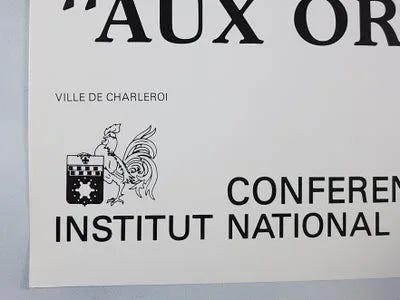 "AUX OR
VILLE DE CHARLEROI
CONFEREN
INSTITUT NATIONAL